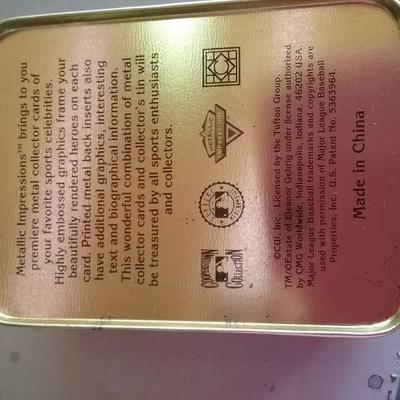 Metallic Impressions™ brings to you
premiere metal collector cards of
your favorite sports celebrities.
Highly embossed graphics frame your
beautifully rendered heroes on each
card. Printed metal back inserts also
have additional graphics, interesting
text and biographical information.
This wonderful combination of metal
collector cards and collector's tin will
be treasured by all sports enthusiasts
and collectors.
COOPERSTOWN
COLLECTION
METALLIC
IMPRESSIONS
©CUI, Inc. Licensed by the Tulton Group.
TM/©Estate of Eleanor Gehrig under license authorized
by CMG Worldwide, Indianapolis, Indiana, 46202 USA.
Major League Baseball trademarks and copyrights are
used with permission of Major League Baseball
Properties, Inc. U.S. Patent No. 5363964.
Made in China